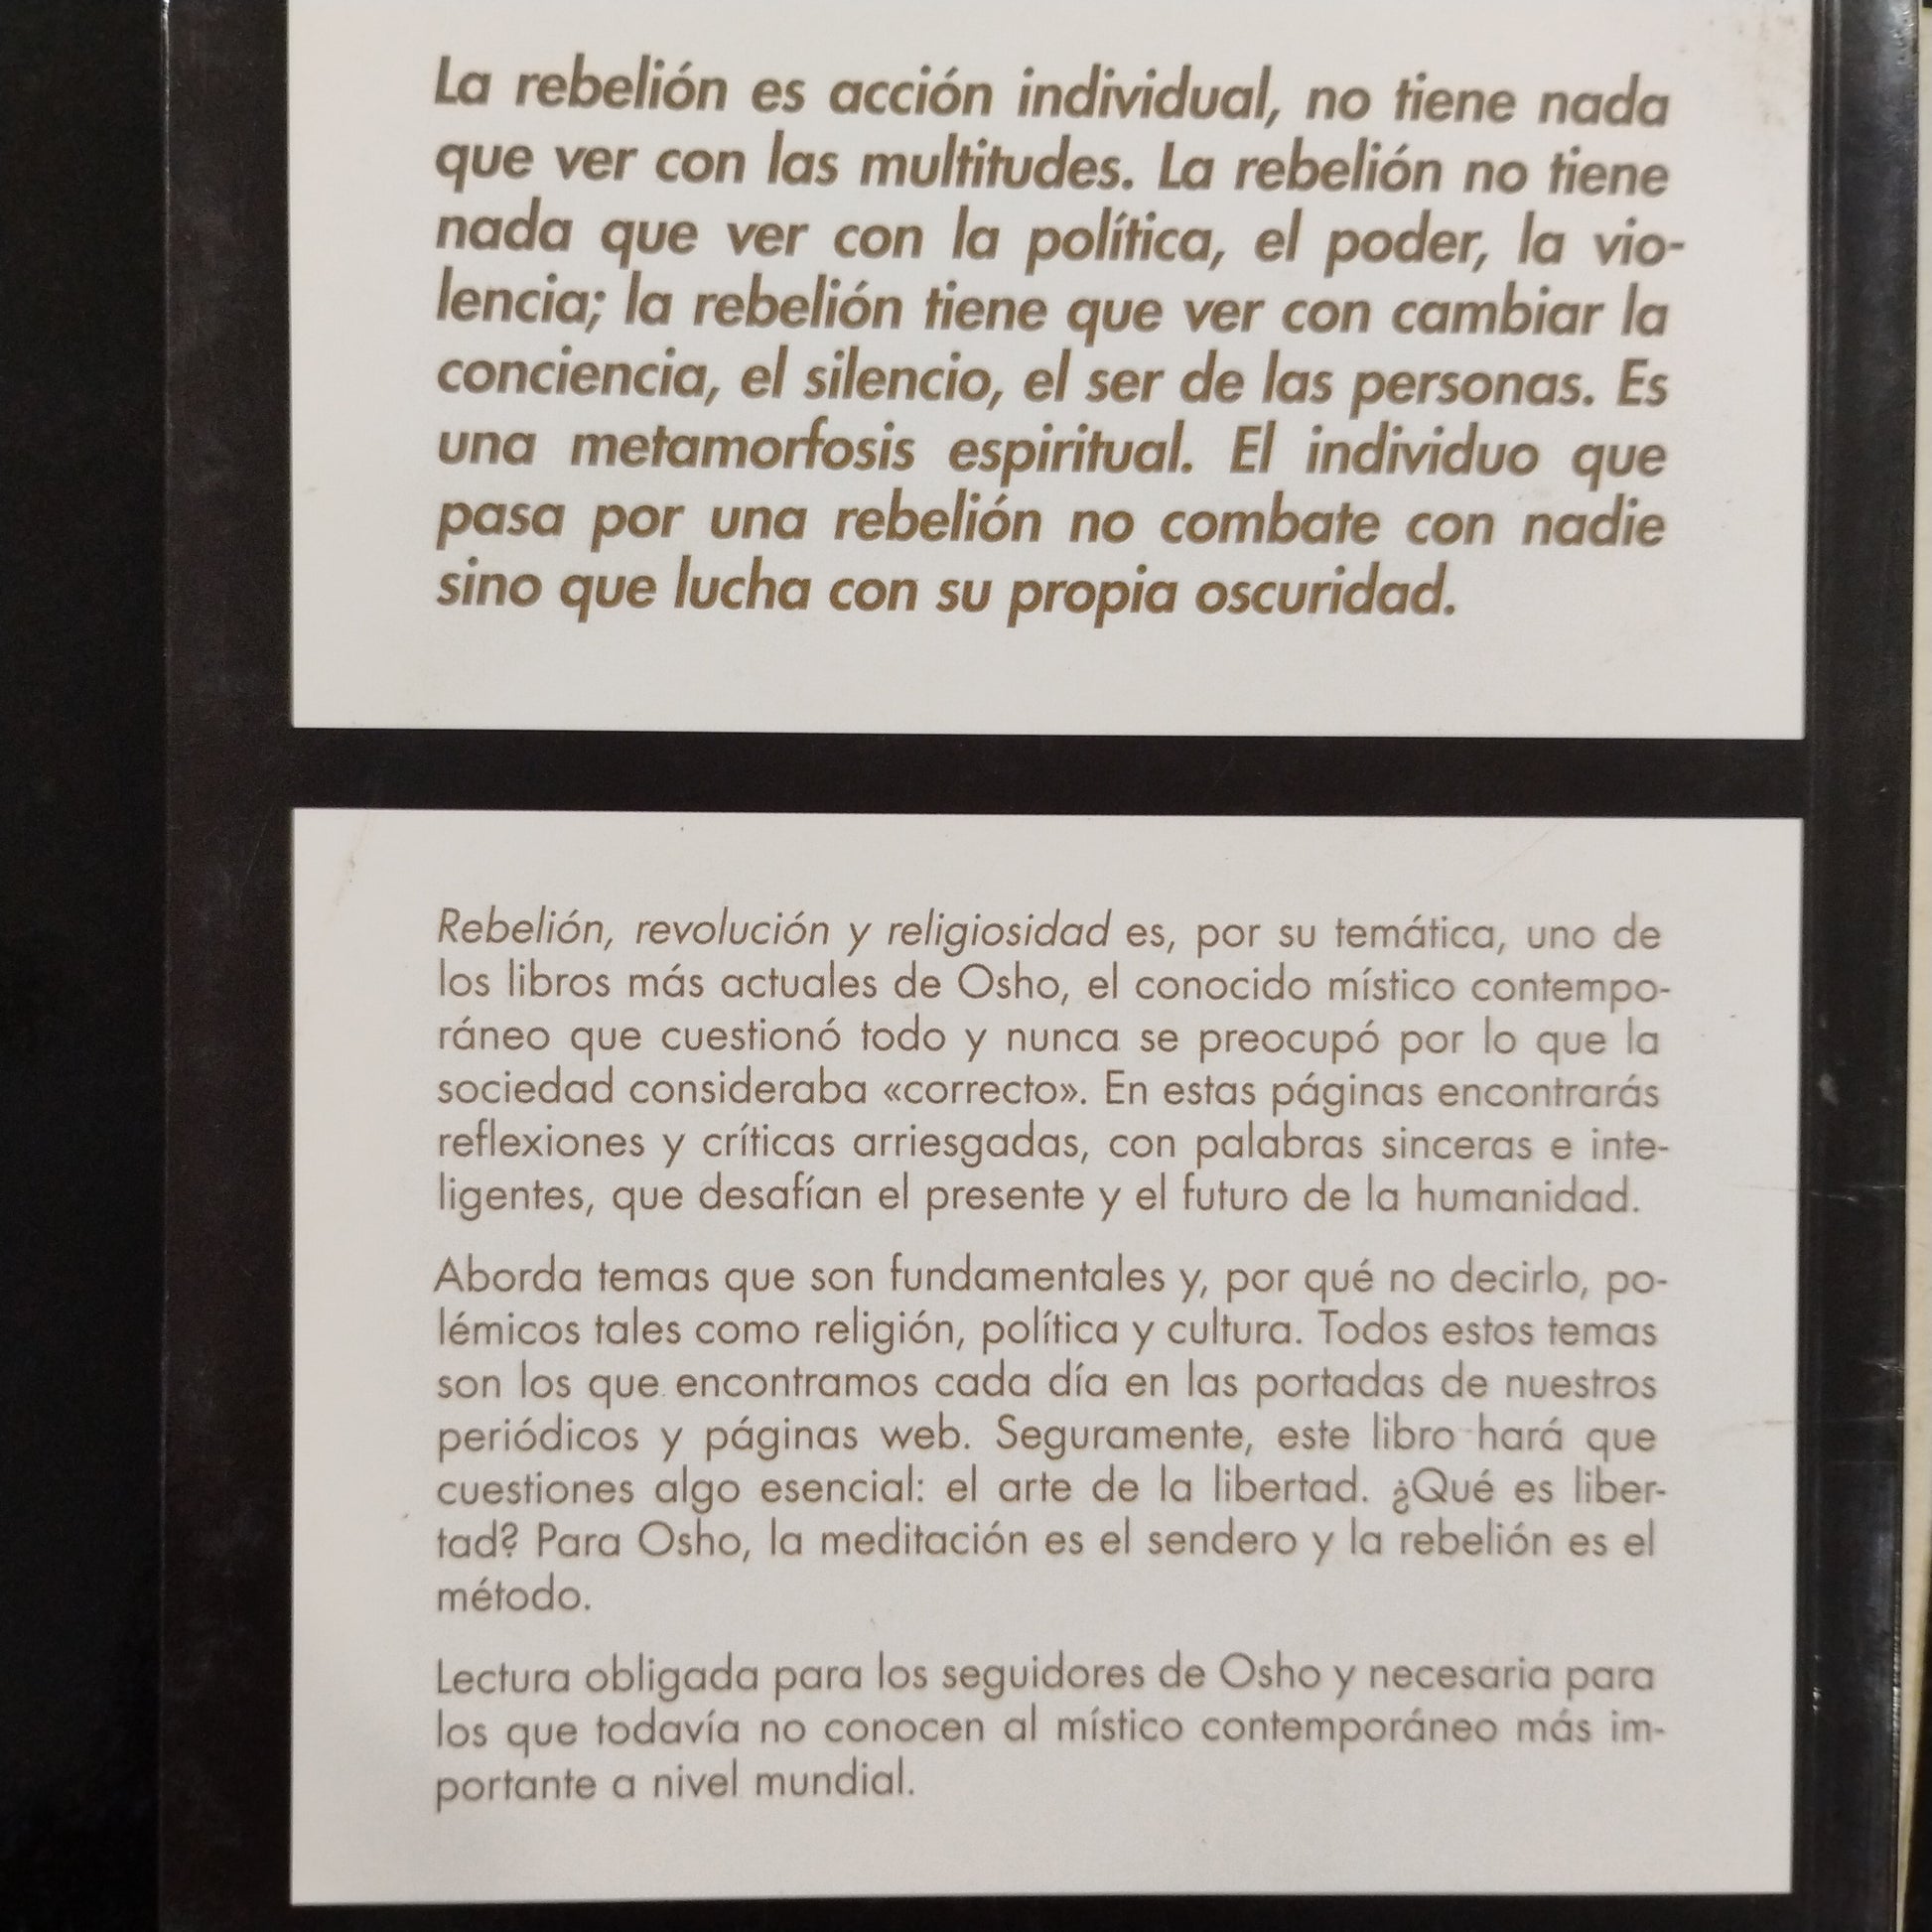 La rebelión es acción individual, no tiene nada
que ver con las multitudes. La rebelión no tiene
nada que ver con la política, el poder, la vio-
lencia; la rebelión tiene que ver con cambiar la
conciencia, el silencio, el ser de las personas. Es
una metamorfosis espiritual. El individuo que
pasa por una rebelión no combate con nadie
sino que lucha con su propia oscuridad.
Rebelión, revolución y religiosidad es, por su temática, uno de
los libros más actuales de Osho, el conocido místico contempo-
ráneo que cuestionó todo y nunca se preocupó por lo que la
sociedad consideraba «correcto». En estas páginas encontrarás
reflexiones y críticas arriesgadas, con palabras sinceras e inte-
ligentes, que desafían el presente y el futuro de la humanidad.
Aborda temas que son fundamentales y, por qué no decirlo, po-
lémicos tales como religión, política y cultura. Todos estos temas
son los que encontramos cada día en las portadas de nuestros
periódicos y páginas web. Seguramente, este libro hará que
cuestiones algo esencial: el arte de la libertad. ¿Qué es liber-
tad? Para Osho, la meditación es el sendero y la rebelión es el
método.
Lectura obligada para los seguidores de Osho y necesaria para
los que todavía no conocen al místico contemporáneo más im-
portante a nivel mundial.